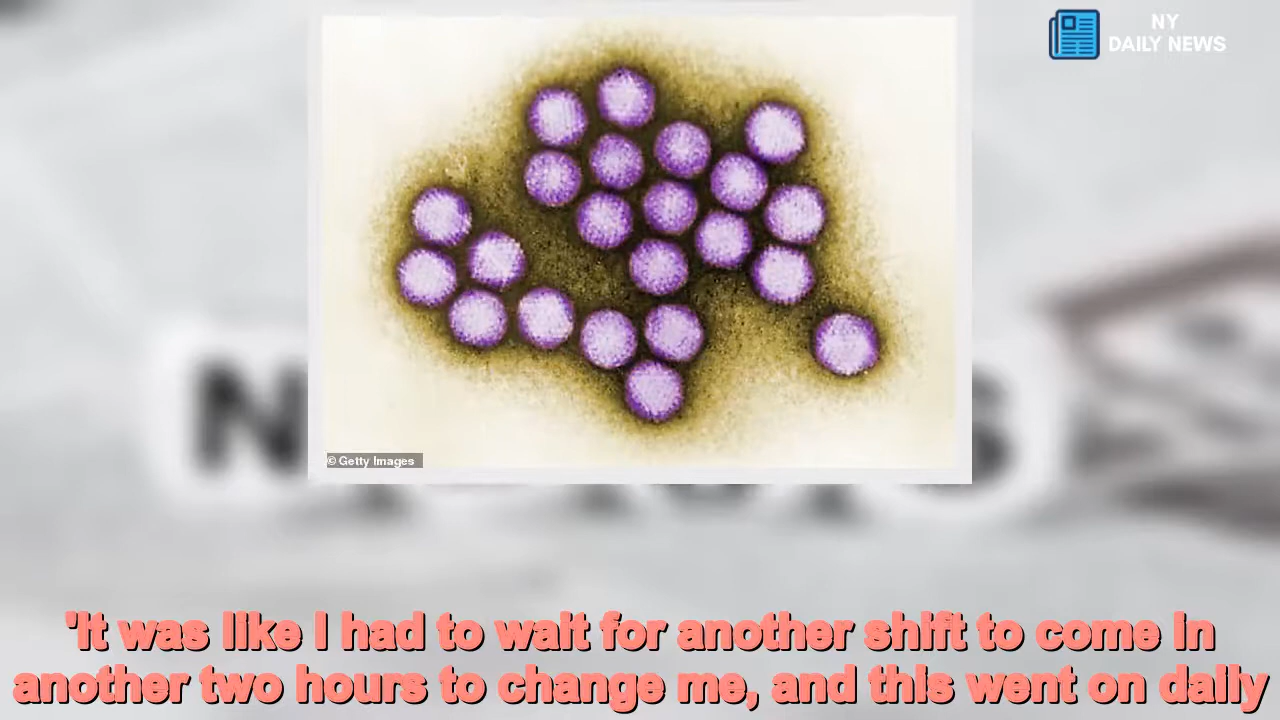 NY
DAILY NEWS
© Getty Images
'It was like I had to wait for another shift to come in
another two hours to change me, and this went on daily